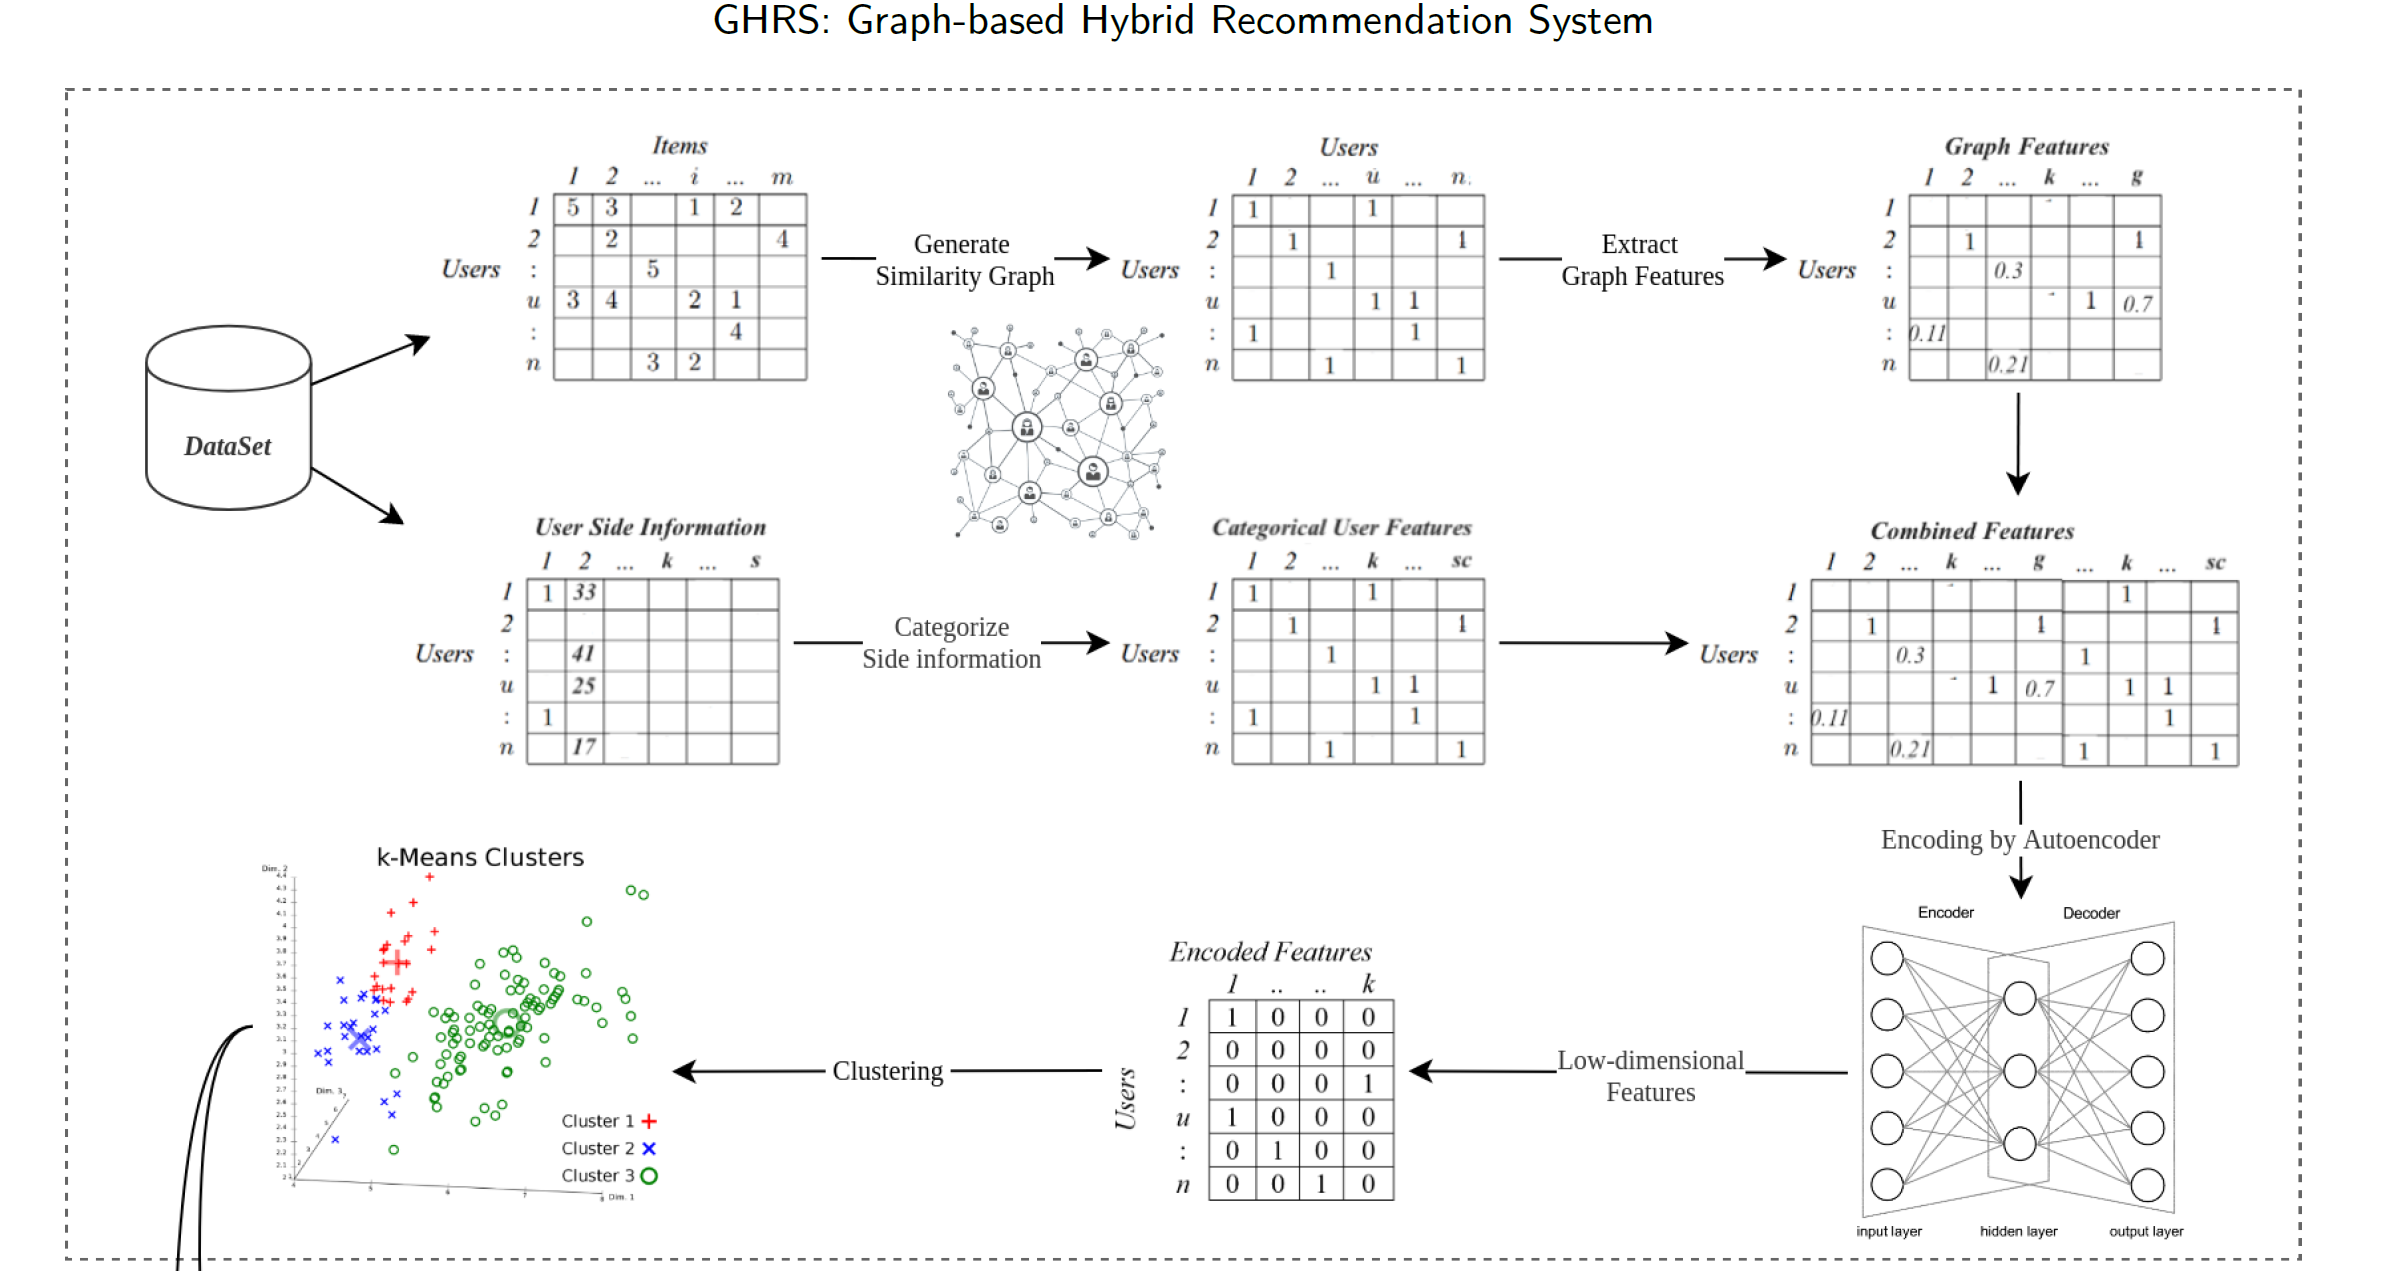 GHRS: Graph-based Hybrid Recommendation System
Items
1 2 ... i ... m
1 5 3 1 2
2 2 4
Users : 5
u 3 4 2 1
: 4
n 3 2
Generate
Similarity Graph
Users
1 2 ... u ... n
1 1 1
2 1 1
Users : 1
u 1 1
: 1 1
n 1 1
Extract
Graph Features
Graph Features
1 2 ... k ... g
1
2 1 1
Users : 0.3
u 1 0.7
: 0.11
n 0.21
DataSet
User Side Information
1 2 ... k ... s
1 1 33
2
Users : 41
u 25
: 1
n 17
Categorize
Side information
Categorical User Features
1 2 ... k ... sc
1 1 1
2 1 1
Users : 1
u 1 1
: 1 1
n 1 1
Combined Features
1 2 ... k ... g ... k ... sc
1 1
2 1 1 1
Users : 0.3 1
u 1 0.7 1 1
: 0.11 1
n 0.21 1 1
Encoding by Autoencoder
Encoder Decoder
input layer hidden layer output layer
Low-dimensional
Features
Encoded Features
1 .. .. k
1 1 0 0 0
2 0 0 0 0
: 0 0 0 1
Users
u 1 0 0 0
: 0 1 0 0
n 0 0 1 0
Clustering
k-Means Clusters
Dim. 2
Dim. 3
Dim. 1
4 5 6 7 8
Cluster 1
Cluster 2
Cluster 3